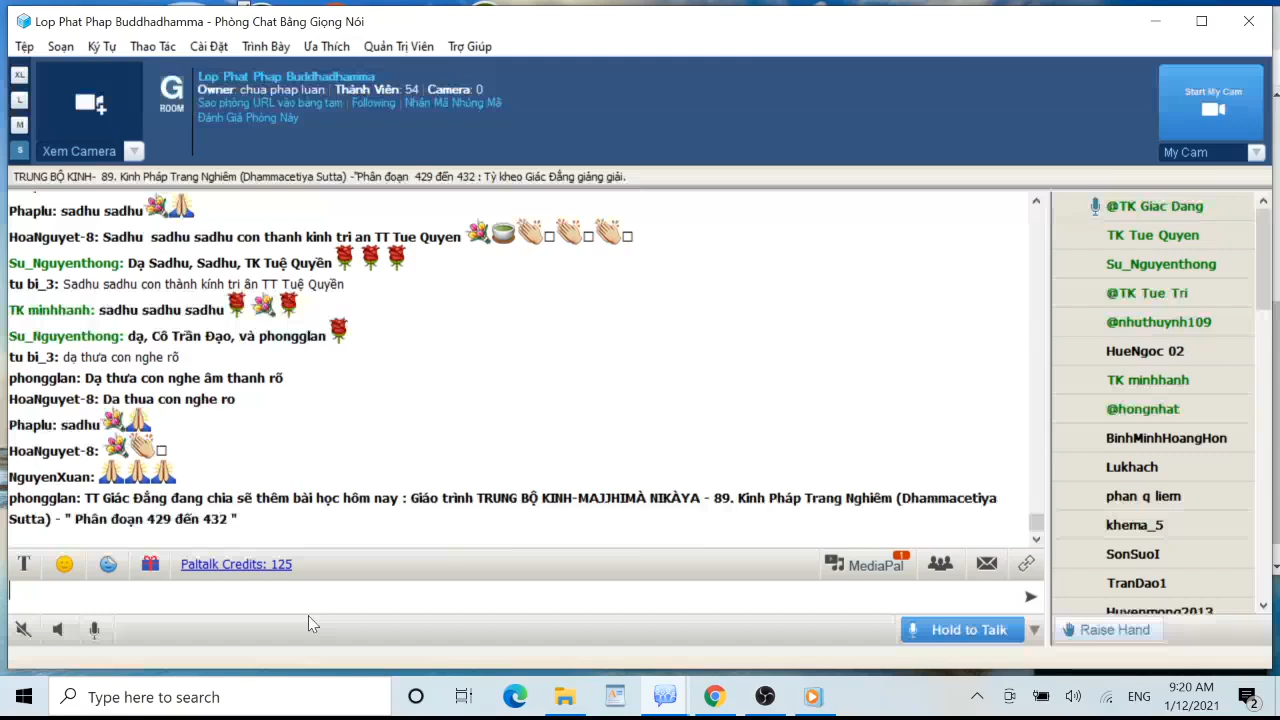 Lop Phat Phap Buddhadhamma - Phòng Chat Bằng Giọng Nói
Tệp Soạn Ký Tự Thao Tác Cài Đặt Trình Bày Ưa Thích Quản Trị Viên Trợ Giúp
XL
L
M
S
Xem Camera
G
ROOM
Lop Phat Phap Buddhadhamma
Owner: chua phap luan | Thành Viên: 54 | Camera: 0
Sao phòng URL vào bảng tạm | Following | Nhấn Mã Nhúng Mã
Đánh Giá Phòng Này
Start My Cam
My Cam
TRUNG BỘ KINH- 89. Kinh Pháp Trang Nghiêm (Dhammacetiya Sutta) -"Phân đoạn 429 đến 432 : Tỳ kheo Giác Đẳng giảng giải.
Phaplu: sadhu sadhu
HoaNguyet-8: Sadhu sadhu sadhu con thanh kinh tri an TT Tue Quyen
Su_Nguyenthong: Dạ Sadhu, Sadhu, TK Tuệ Quyền
tu bi_3: Sadhu sadhu con thành kính tri ân TT Tuệ Quyền
TK minhhanh: sadhu sadhu sadhu
Su_Nguyenthong: dạ, Cô Trần Đạo, và phongglan
tu bi_3: dạ thưa con nghe rõ
phongglan: Dạ thưa con nghe âm thanh rõ
HoaNguyet-8: Da thua con nghe ro
Phaplu: sadhu
HoaNguyet-8:
NguyenXuan:
phongglan: TT Giác Đẳng đang chia sẽ thêm bài học hôm nay : Giáo trình TRUNG BỘ KINH-MAJJHIMÀ NIKÀYA - 89. Kinh Pháp Trang Nghiêm (Dhammacetiya
Sutta) - " Phân đoạn 429 đến 432 "
@TK Giac Dang
TK Tue Quyen
Su_Nguyenthong
@TK Tue Tri
@nhuthuynh109
HueNgoc 02
TK minhhanh
@hongnhat
BinhMinhHoangHon
Lukhach
phan q liem
khema_5
SonSuoI
TranDao1
Huyenmong2013
T Paltalk Credits: 125
MediaPal 1
Hold to Talk
Raise Hand
Type here to search
ENG
9:20 AM
1/12/2021
2